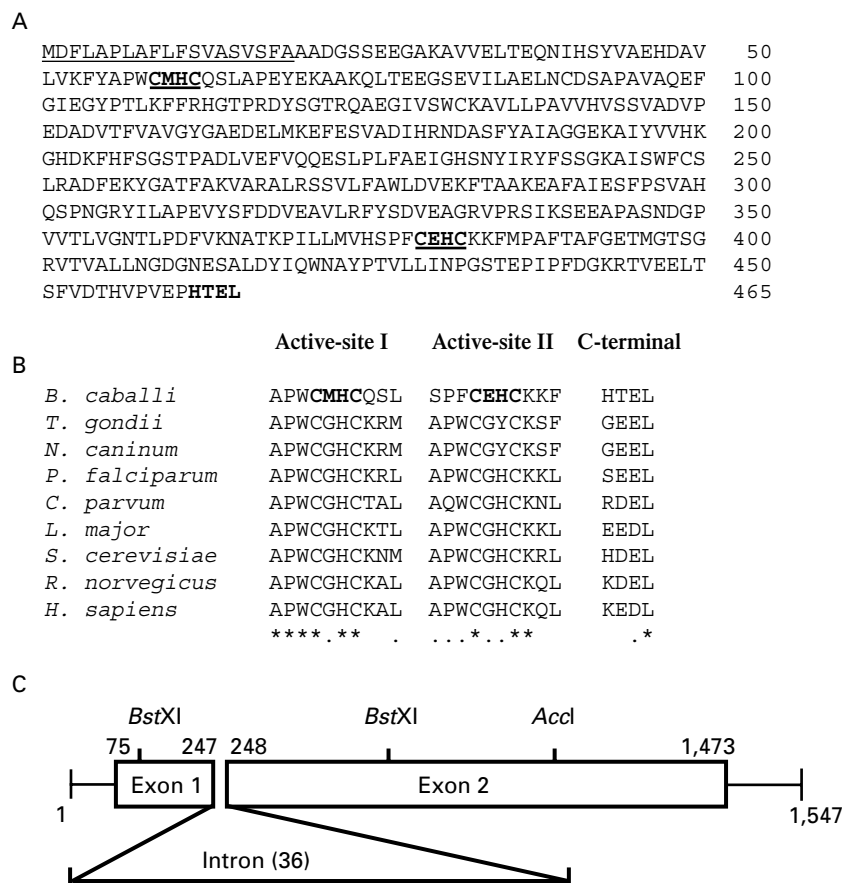 A
MDFLAPLAFLFSVASVSFAAADGSSEEGAKAVVELTEQNIHSYVAEHDAV 50
LVKFYAPWCMHCQSLAPEYEKAAKQLTEEGSEVILAELNCDSAPAVAQEF 100
GIEGYPTLKFFRHGTPRDYSGTRQAEGIVSWCKAVLLPAVVHVSSVADVP 150
EDADVTFVAVGYGAEDELMKEFESVADIHRNDASFYAIAGGEKAIYVVHK 200
GHDKFHFSGSTPADLVEFVQQESLPLFAEIGHSNYIRYFSSGKAISWFCS 250
LRADFEKYGATFAKVARALRSSVLFAWLDVEKFTAAKEAFAIESFPSVAH 300
QSPNGRYILAPEVYSFDDVEAVLRFYSDVEAGRVPRSIKSEEAPASNDGP 350
VVTLVGNTLPDFVKNATKPILLMVHSPFCEHCKKFMPAFTAFGETMGTSG 400
RVTVALLNGDGNESALDYIQWNAYPTVLLINPGSTEPIPFDGKRTVEELT 450
SFVDTHVPVEPHTEL 465
Active-site I Active-site II C-terminal
B
B. caballi APWCMHCQSL SPFCEHCKKF HTEL
T. gondii APWCGHCKRM APWCGYCKSF GEEL
N. caninum APWCGHCKRM APWCGYCKSF GEEL
P. falciparum APWCGHCKRL APWCGHCKKL SEEL
C. parvum APWCGHCTAL AQWCGHCKNL RDEL
L. major APWCGHCKTL APWCGHCKKL EEDL
S. cerevisiae APWCGHCKNM APWCGHCKRL HDEL
R. norvegicus APWCGHCKAL APWCGHCKQL KDEL
H. sapiens APWCGHCKAL APWCGHCKQL KEDL
****.** . ...*..** .*
C
BstXI BstXI AccI
75 247 248 1,473
Exon 1 Exon 2
1 1,547
Intron (36)